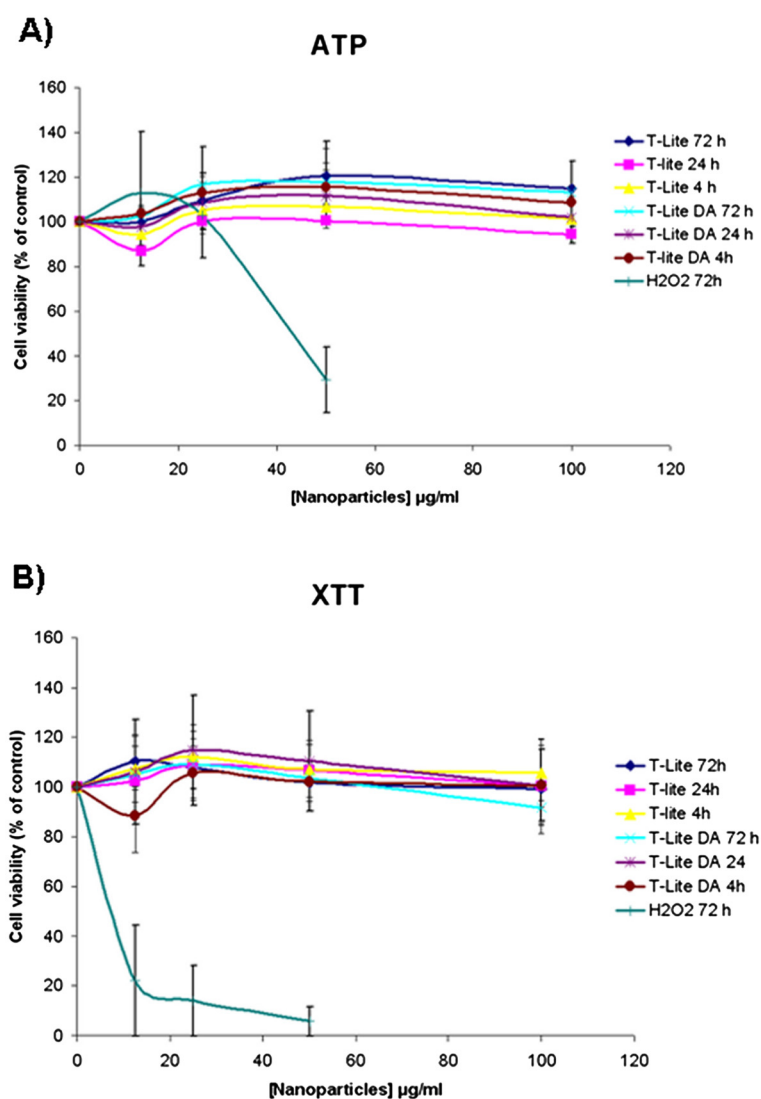 A)
ATP
160
140
120
100
80
60
40
20
0
Cell viability (% of control)
0 20 40 60 80 100 120
[Nanoparticles] µg/ml
T-Lite 72 h
T-lite 24 h
T-Lite 4 h
T-Lite DA 72 h
T-Lite DA 24 h
T-lite DA 4h
H2O2 72h
B)
XTT
160
140
120
100
80
60
40
20
0
Cell viability (% of control)
0 20 40 60 80 100 120
[Nanoparticles] µg/ml
T-Lite 72h
T-lite 24h
T-lite 4h
T-Lite DA 72 h
T-Lite DA 24
T-Lite DA 4h
H2O2 72 h